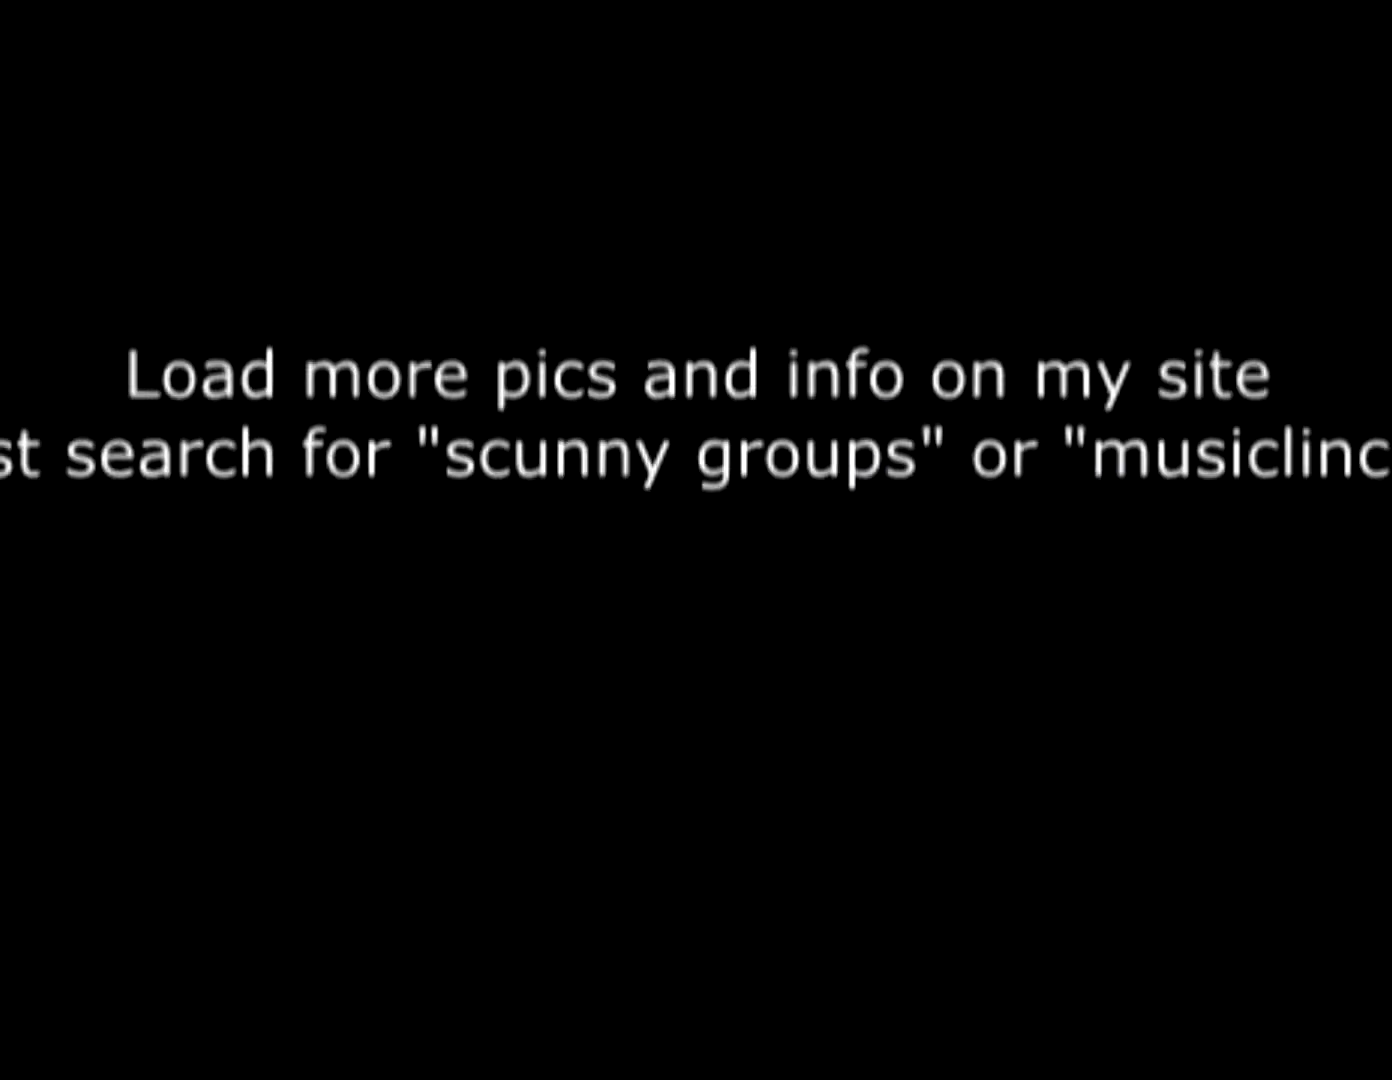 Load more pics and info on my site
st search for "scunny groups" or "musiclinc